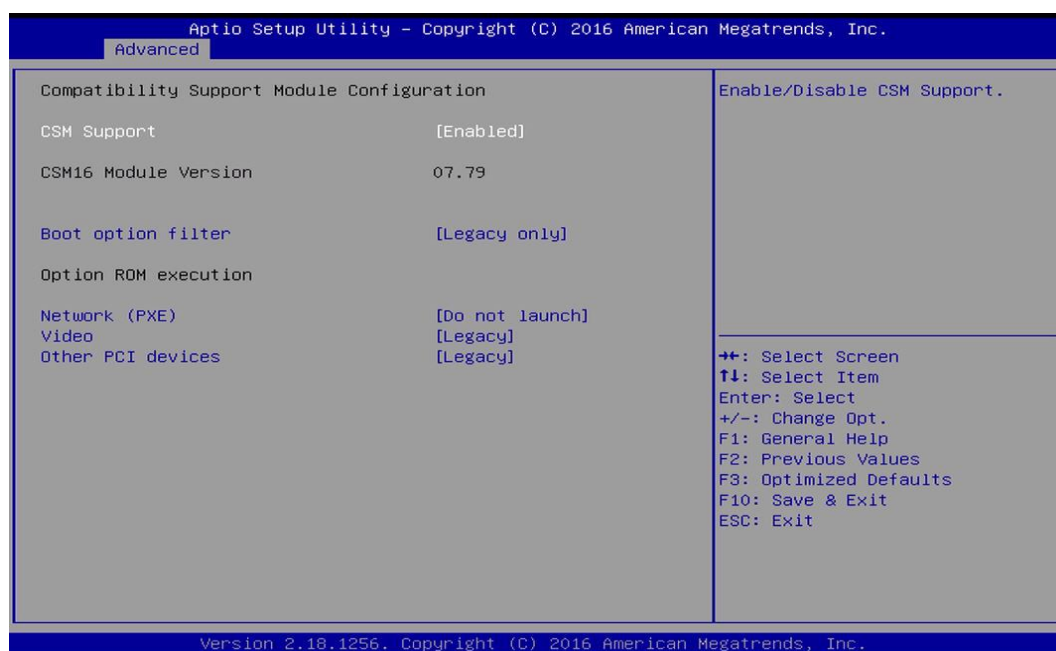 Aptio Setup Utility – Copyright (C) 2016 American Megatrends, Inc.
Advanced
Compatibility Support Module Configuration
CSM Support [Enabled]
CSM16 Module Version 07.79
Boot option filter [Legacy only]
Option ROM execution
Network (PXE) [Do not launch]
Video [Legacy]
Other PCI devices [Legacy]
Enable/Disable CSM Support.
→←: Select Screen
↑↓: Select Item
Enter: Select
+/-: Change Opt.
F1: General Help
F2: Previous Values
F3: Optimized Defaults
F10: Save & Exit
ESC: Exit
Version 2.18.1256. Copyright (C) 2016 American Megatrends, Inc.